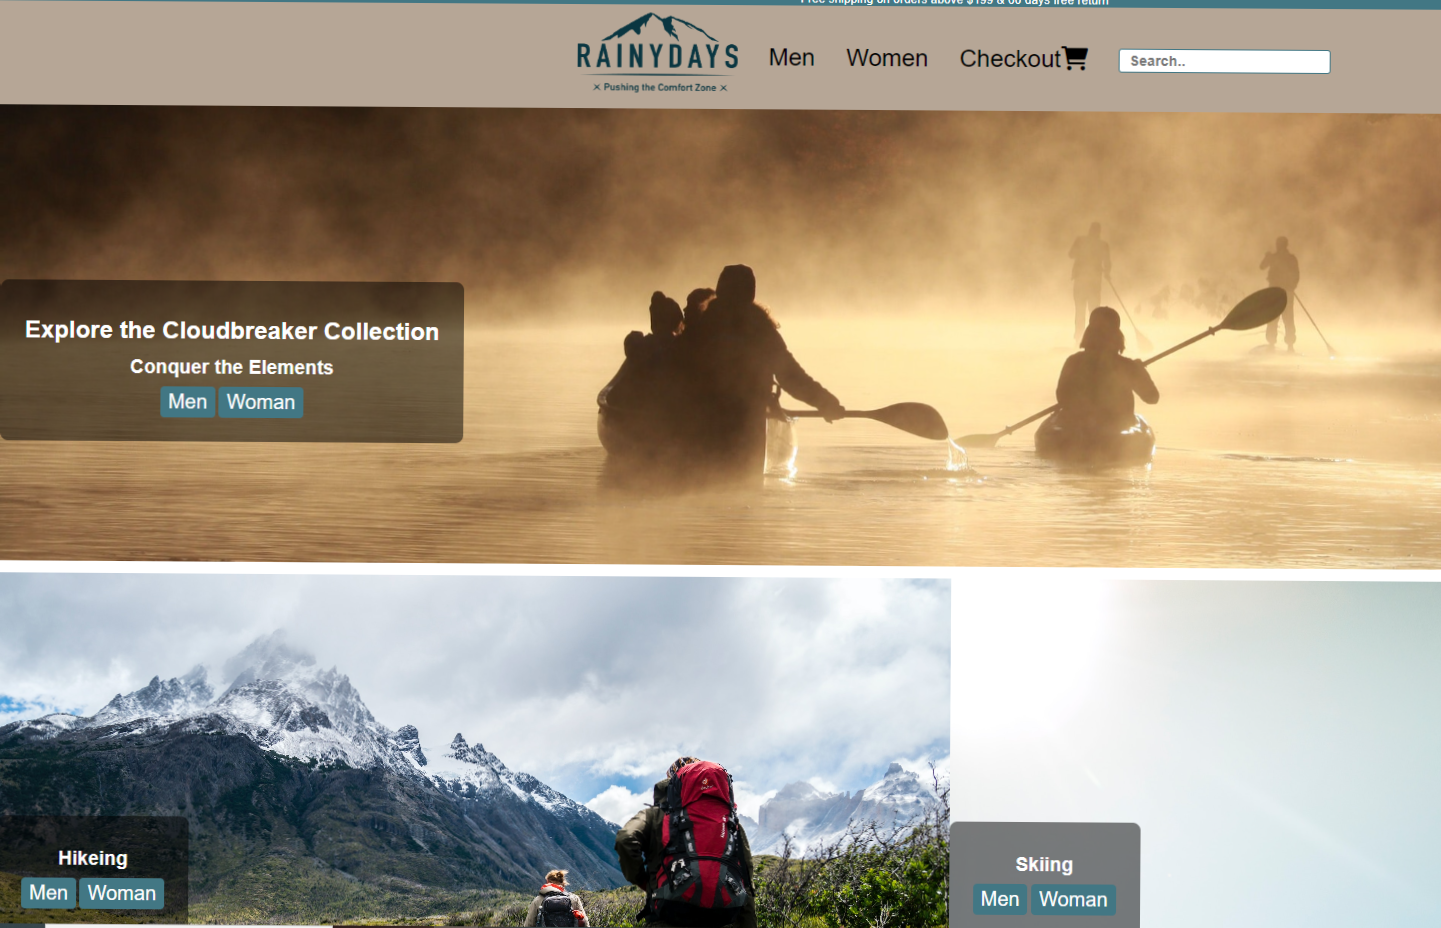 Free shipping on orders above $199 & 60 days free return
RAINYDAYS
Pushing the Comfort Zone
Men
Women
Checkout
Search..
Explore the Cloudbreaker Collection
Conquer the Elements
Men Woman
Hikeing
Men Woman
Skiing
Men Woman